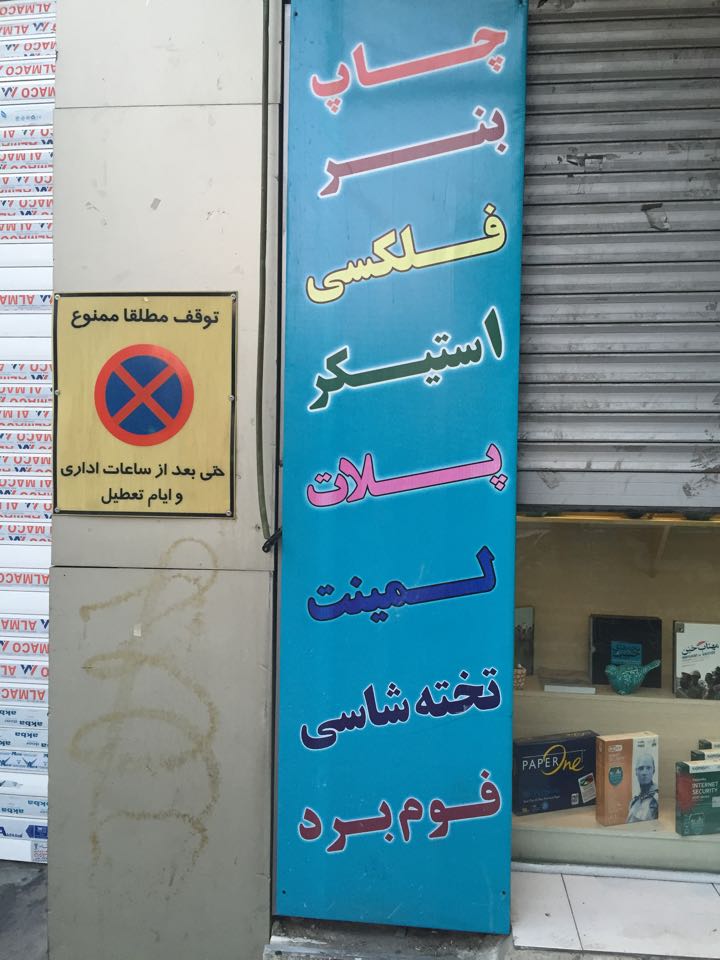 چاپ
بنر
فلکسی
استیکر
پلات
لمینت
تخته شاسی
فوم برد
توقف مطلقا ممنوع
حتی بعد از ساعات اداری
و ایام تعطیل
ALMACO
akba
PAPER One
INTERNET
SECURITY